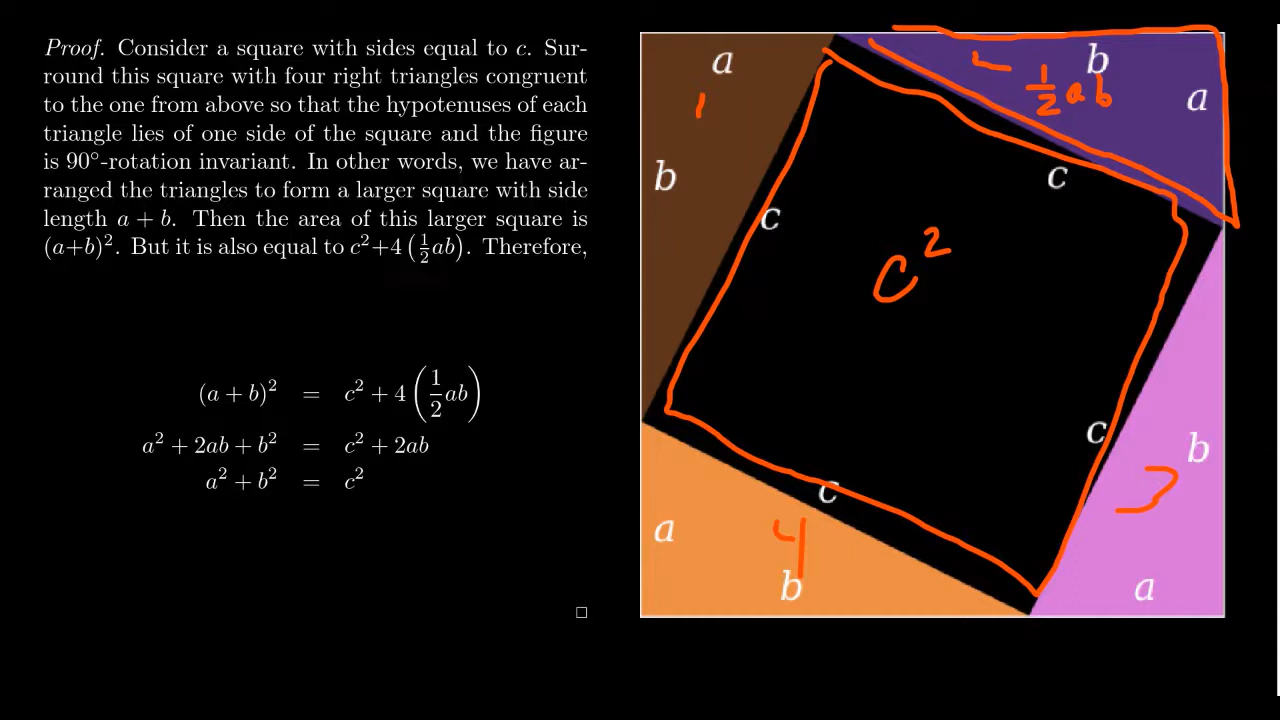 Proof. Consider a square with sides equal to c. Sur-
round this square with four right triangles congruent
to the one from above so that the hypotenuses of each
triangle lies of one side of the square and the figure
is 90°-rotation invariant. In other words, we have ar-
ranged the triangles to form a larger square with side
length a + b. Then the area of this larger square is
(a+b)². But it is also equal to c²+4(½ab). Therefore,
(a + b)² = c² + 4(½ab)
a² + 2ab + b² = c² + 2ab
a² + b² = c²
□
a
b
½ab
a
1
b
c
c
c²
c
b
3
c
a
4
b
a